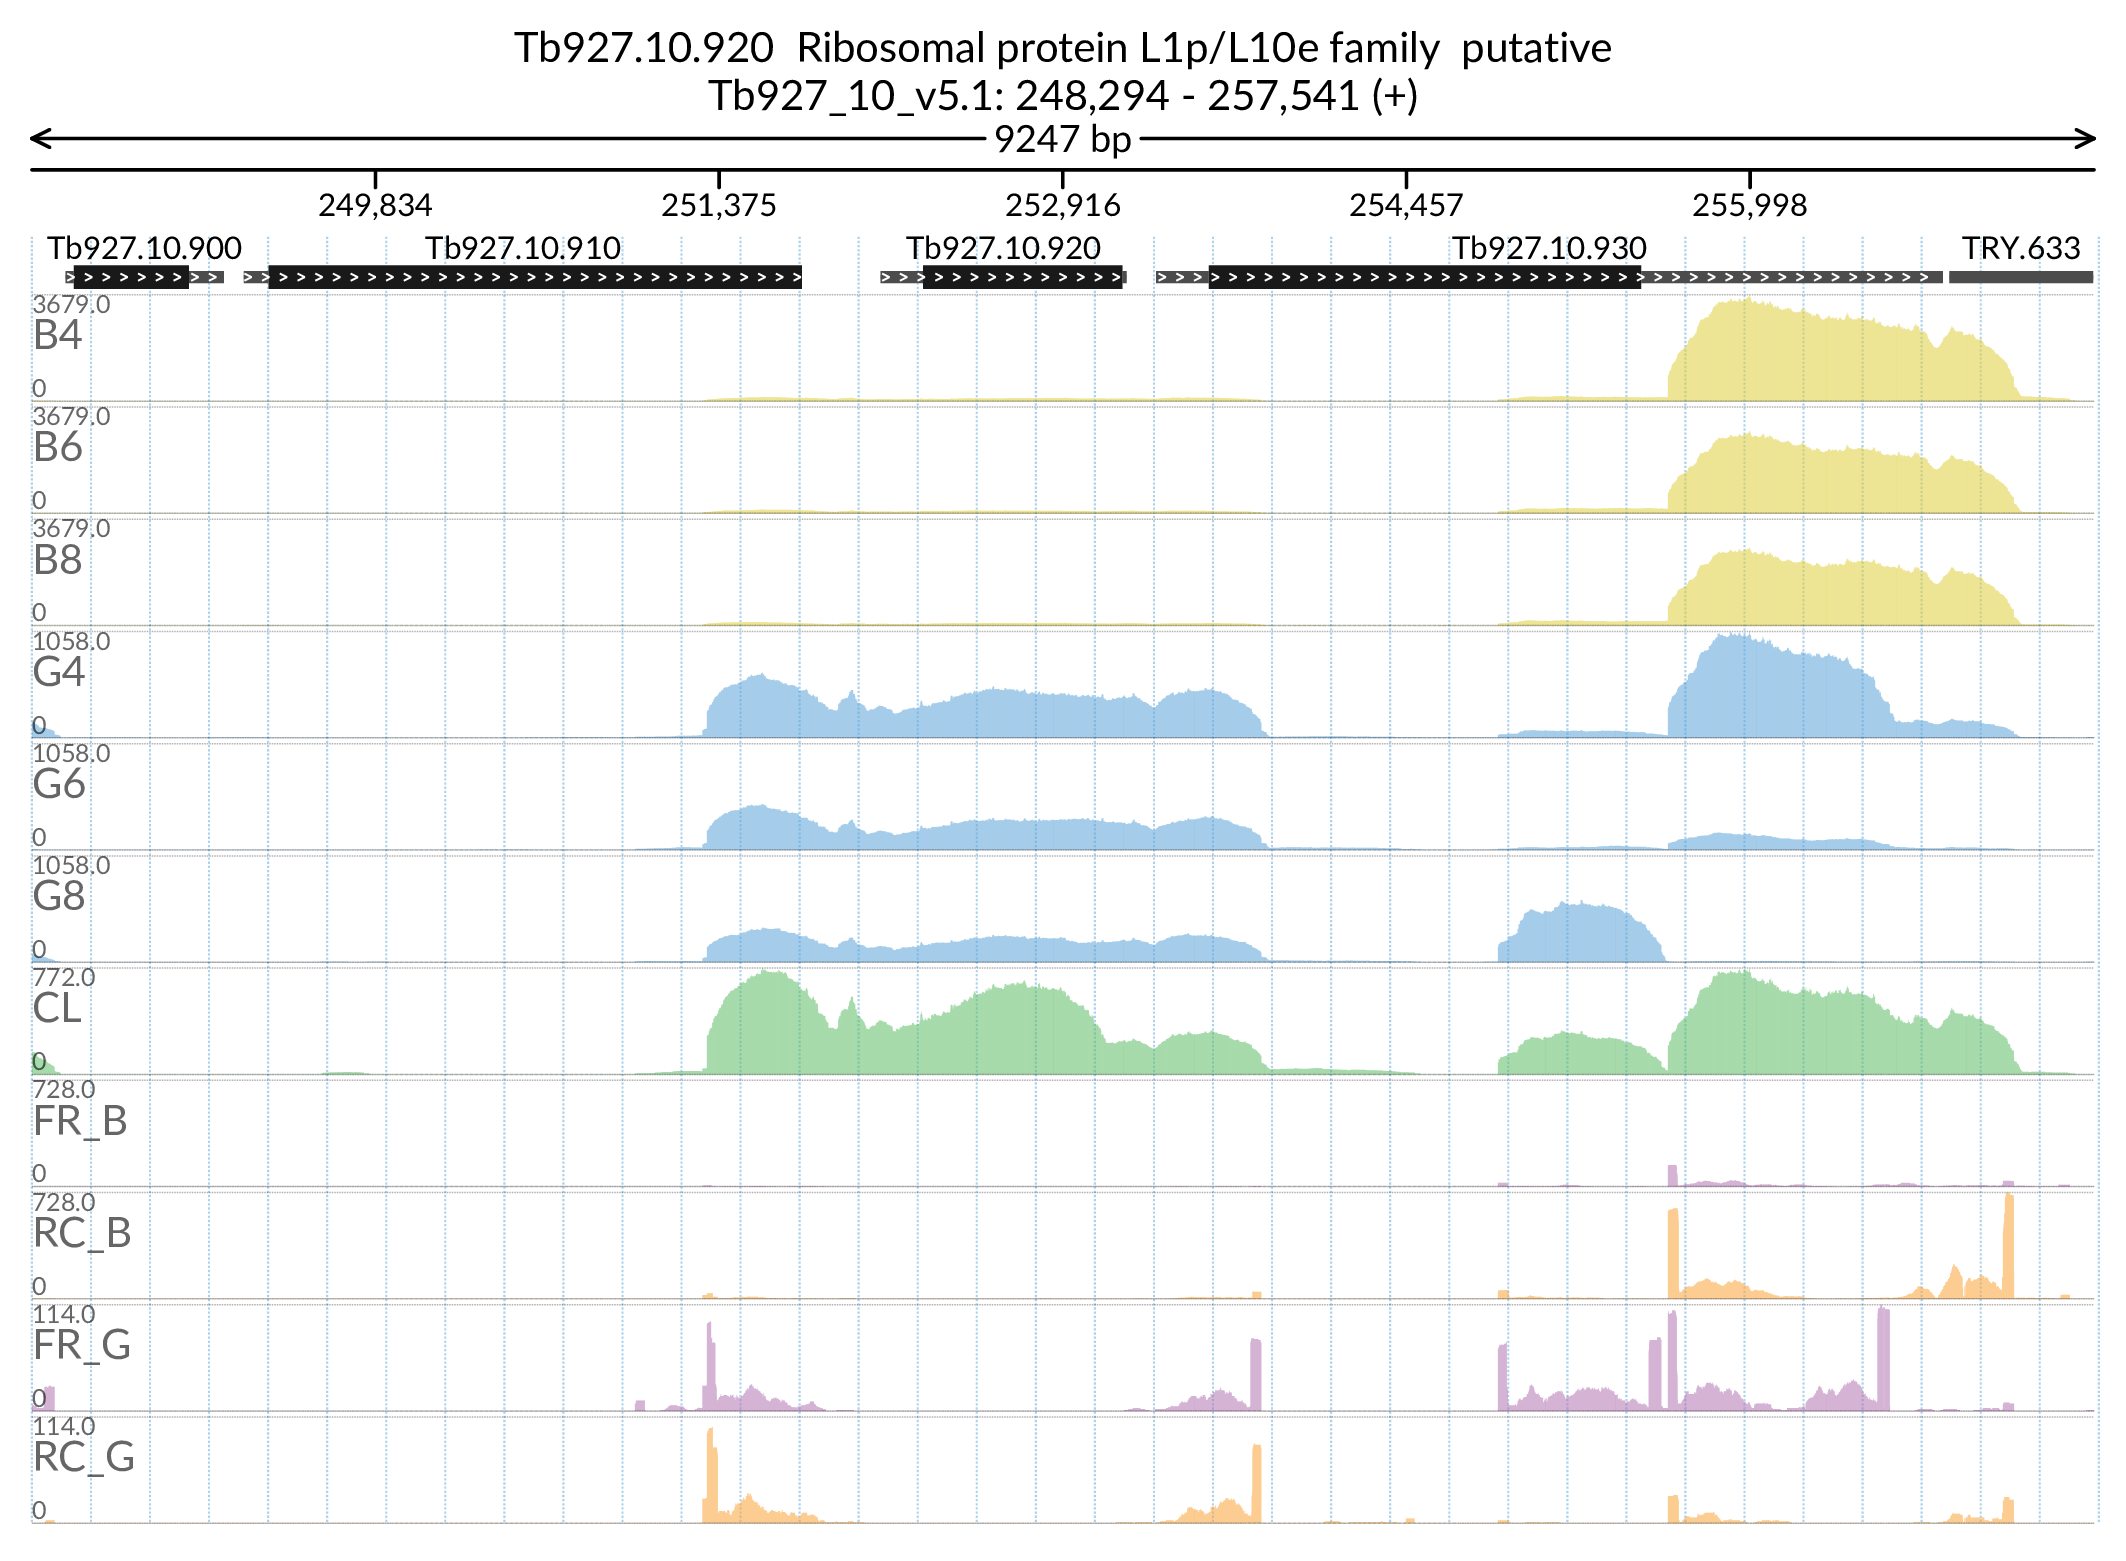 Tb927.10.920  Ribosomal protein L1p/L10e family  putative
Tb927_10_v5.1: 248,294 - 257,541 (+)
9247 bp
249,834 251,375 252,916 254,457 255,998
Tb927.10.900 Tb927.10.910 Tb927.10.920 Tb927.10.930 TRY.633
3679.0
B4
0
3679.0
B6
0
3679.0
B8
0
1058.0
G4
0
1058.0
G6
0
1058.0
G8
0
772.0
CL
0
728.0
FR_B
0
728.0
RC_B
0
114.0
FR_G
0
114.0
RC_G
0